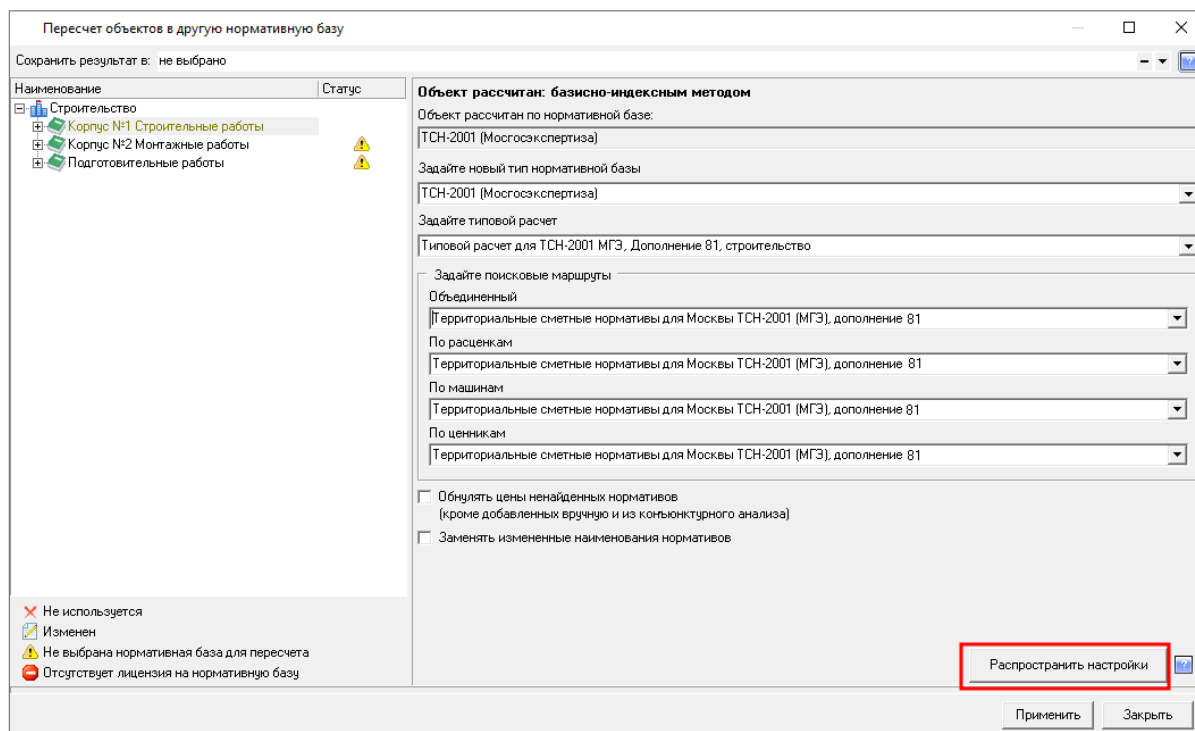 Пересчет объектов в другую нормативную базу
Сохранить результат в: не выбрано
Наименование Статус
Строительство
Корпус №1 Строительные работы
Корпус №2 Монтажные работы
Подготовительные работы
Не используется
Изменен
Не выбрана нормативная база для пересчета
Отсутствует лицензия на нормативную базу
Объект рассчитан: базисно-индексным методом
Объект рассчитан по нормативной базе:
ТСН-2001 (Мосгосэкспертиза)
Задайте новый тип нормативной базы
ТСН-2001 (Мосгосэкспертиза)
Задайте типовой расчет
Типовой расчет для ТСН-2001 МГЭ, Дополнение 81, строительство
Задайте поисковые маршруты
Объединенный
Территориальные сметные нормативы для Москвы ТСН-2001 (МГЭ), дополнение 81
По расценкам
Территориальные сметные нормативы для Москвы ТСН-2001 (МГЭ), дополнение 81
По машинам
Территориальные сметные нормативы для Москвы ТСН-2001 (МГЭ), дополнение 81
По ценникам
Территориальные сметные нормативы для Москвы ТСН-2001 (МГЭ), дополнение 81
Обнулять цены ненайденных нормативов
(кроме добавленных вручную и из конъюнктурного анализа)
Заменять измененные наименования нормативов
Распространить настройки
Применить
Закрыть